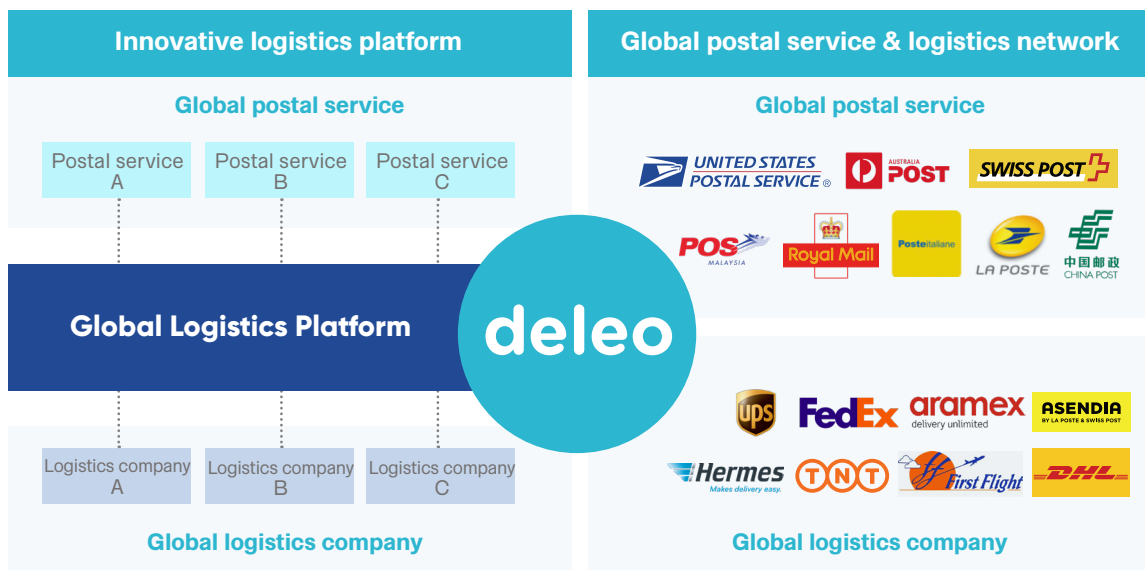 Innovative logistics platform
Global postal service
Postal service
A
Postal service
B
Postal service
C
Global Logistics Platform
deleo
Logistics company
A
Logistics company
B
Logistics company
C
Global logistics company
Global postal service & logistics network
Global postal service
UNITED STATES
POSTAL SERVICE ®
AUSTRALIA
POST
SWISS POST
POS
MALAYSIA
Royal Mail
Posteitaliane
LA POSTE
中国邮政
CHINA POST
ups
FedEx
aramex
delivery unlimited
ASENDIA
BY LA POSTE & SWISS POST
Hermes
Makes delivery easy.
TNT
First Flight
DHL
Global logistics company